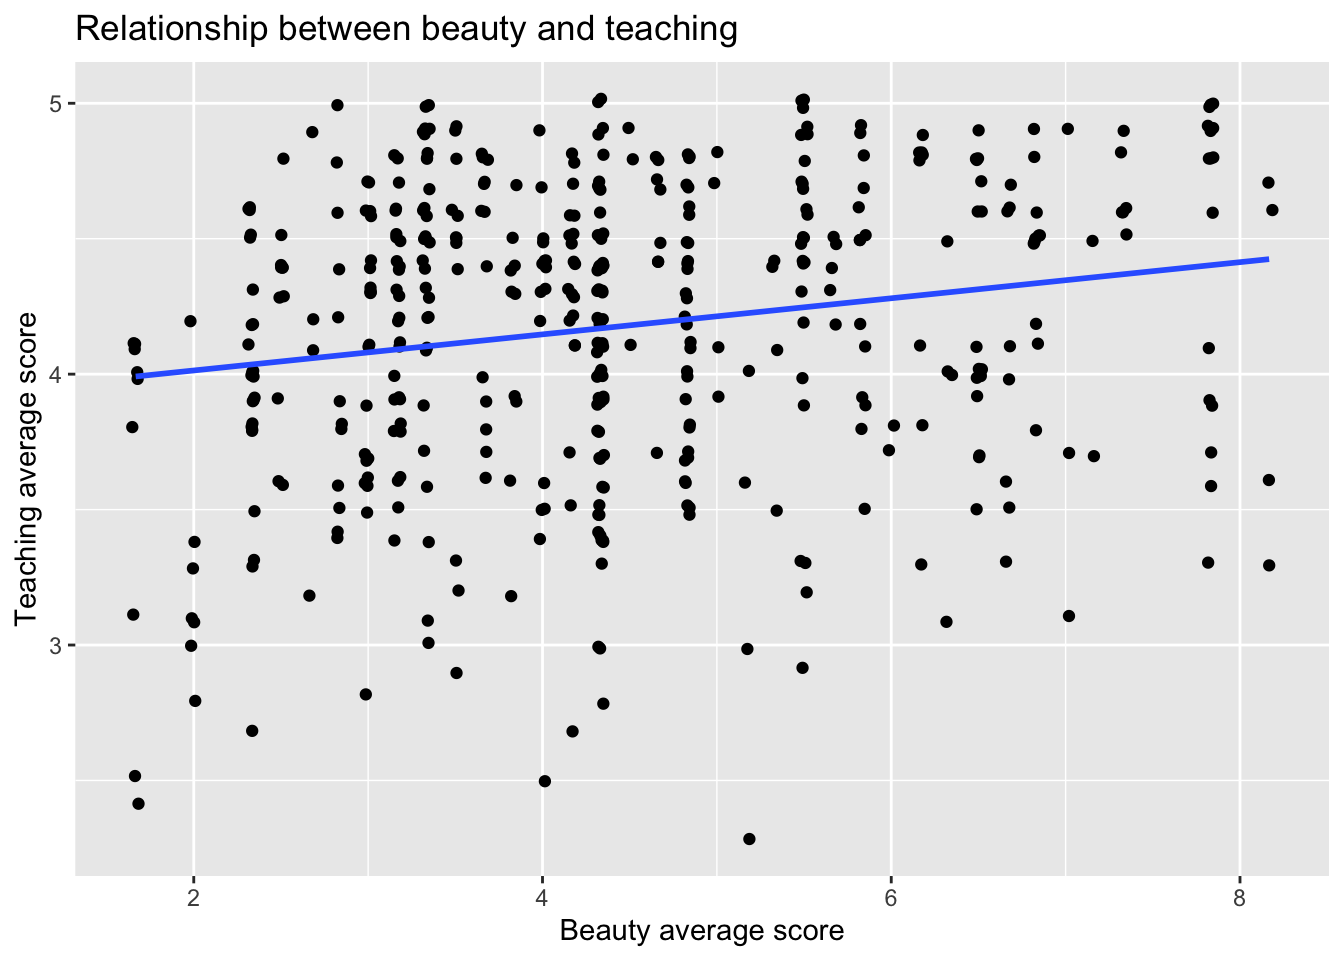 Relationship between beauty and teaching
5
4
3
Teaching average score
2 4 6 8
Beauty average score